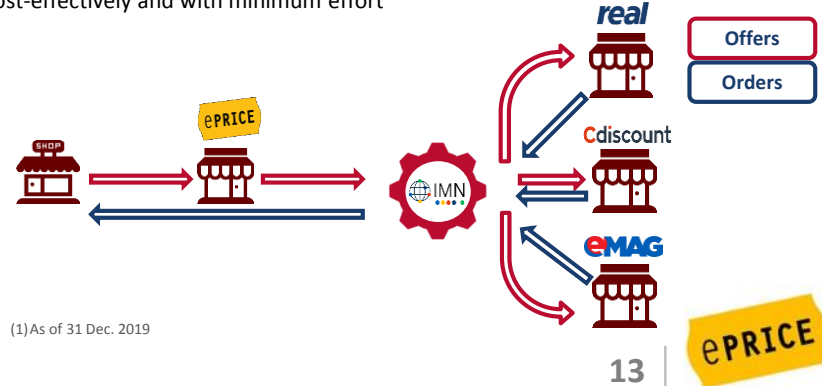 ost-effectively and with minimum effort
real
Offers
Orders
ePRICE
Cdiscount
SHOP
IMN
eMAG
(1)As of 31 Dec. 2019
13
ePRICE